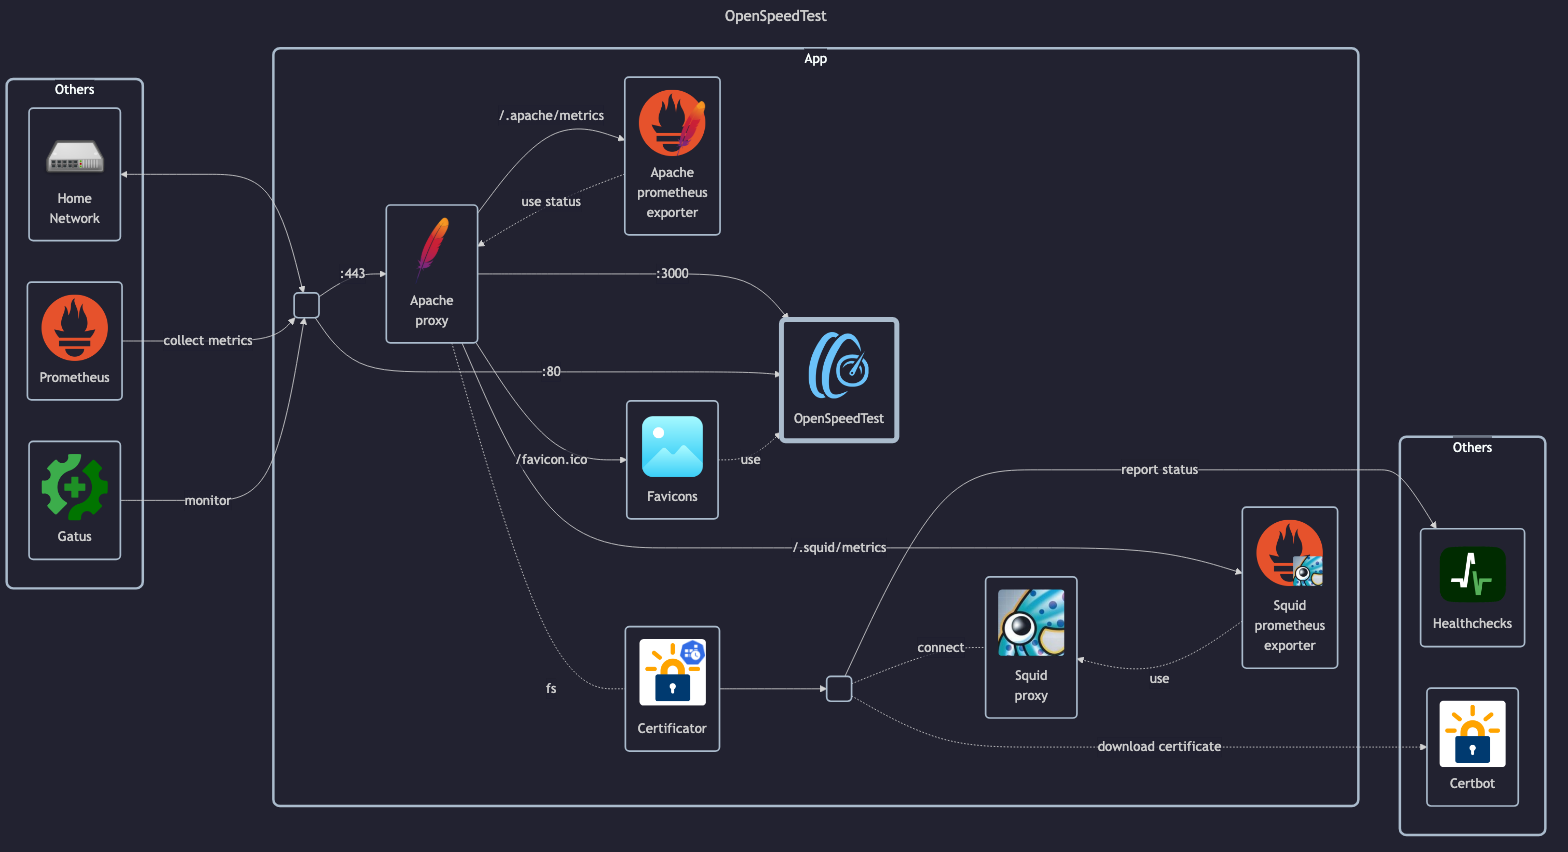 OpenSpeedTest
App
Others
Home
Network
Prometheus
Gatus
collect metrics
monitor
:443
Apache
proxy
/.apache/metrics
use status
Apache
prometheus
exporter
:3000
:80
OpenSpeedTest
/favicon.ico
Favicons
use
/.squid/metrics
fs
Certificator
connect
Squid
proxy
use
Squid
prometheus
exporter
report status
download certificate
Others
Healthchecks
Certbot